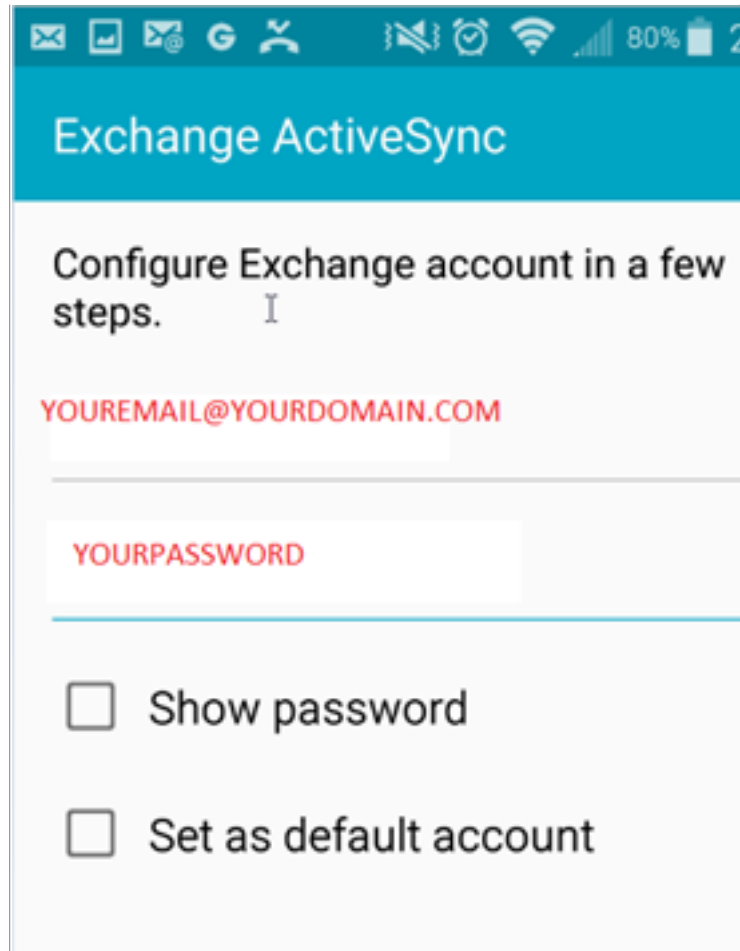 G 80% 2
Exchange ActiveSync
Configure Exchange account in a few
steps.
YOUREMAIL@YOURDOMAIN.COM
YOURPASSWORD
Show password
Set as default account